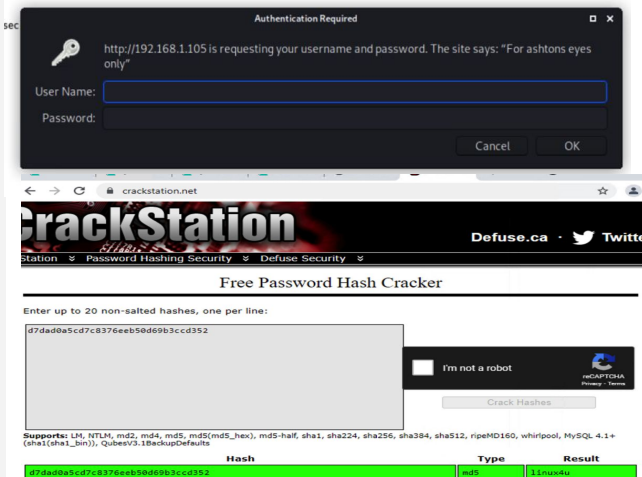 sec
Authentication Required
http://192.168.1.105 is requesting your username and password. The site says: "For ashtons eyes
only"
User Name:
Password:
Cancel OK
crackstation.net
CrackStation
Defuse.ca · Twitte
Station Password Hashing Security Defuse Security
Free Password Hash Cracker
Enter up to 20 non-salted hashes, one per line:
d7dad0a5cd7c8376eeb50d69b3ccd352
I'm not a robot
reCAPTCHA
Privacy - Terms
Crack Hashes
Supports: LM, NTLM, md2, md4, md5, md5(md5_hex), md5-half, sha1, sha224, sha256, sha384, sha512, ripeMD160, whirlpool, MySQL 4.1+
(sha1(sha1_bin)), QubesV3.1BackupDefaults
Hash Type Result
d7dad0a5cd7c8376eeb50d69b3ccd352 md5 linux4u